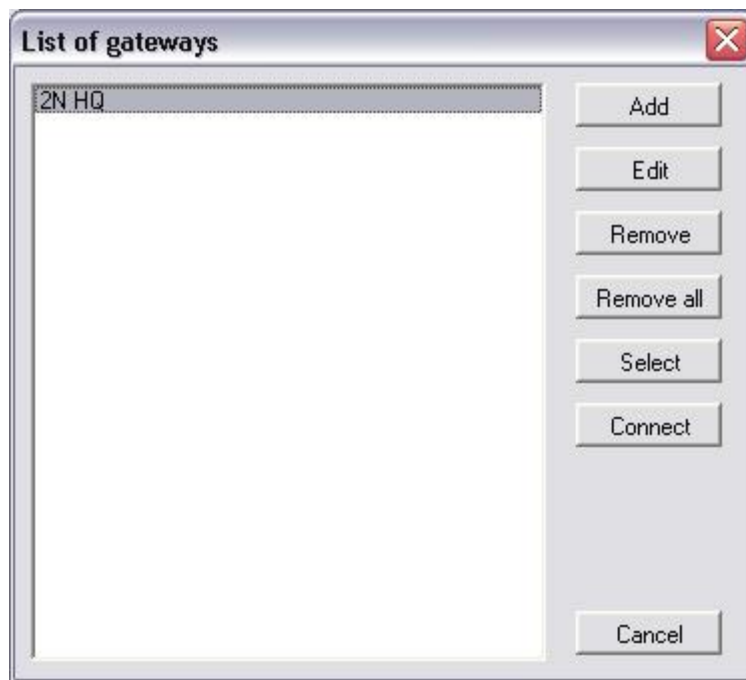 List of gateways
2N HQ
Add
Edit
Remove
Remove all
Select
Connect
Cancel